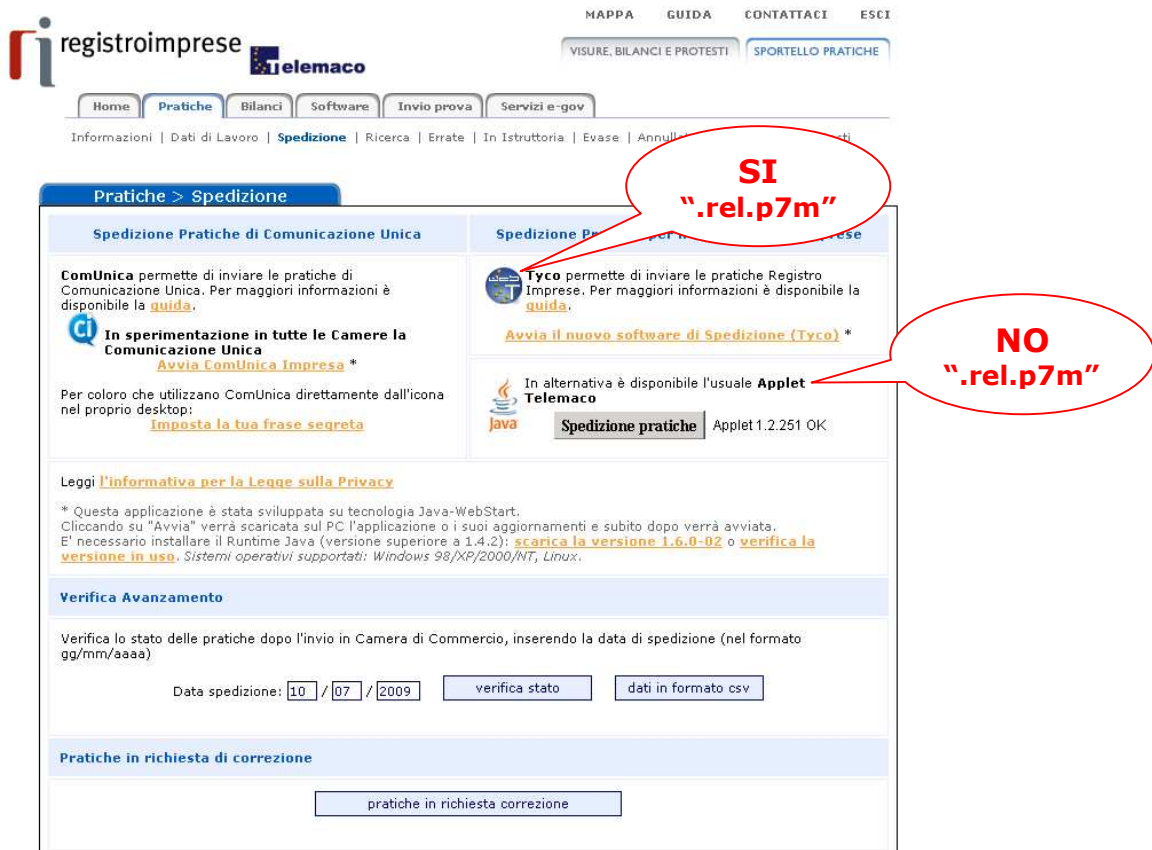 MAPPA GUIDA CONTATTACI ESCI
registroimprese
Telemaco
VISURE, BILANCI E PROTESTI SPORTELLO PRATICHE
Home Pratiche Bilanci Software Invio prova Servizi e-gov
Informazioni | Dati di Lavoro | Spedizione | Ricerca | Errate | In Istruttoria | Evase |
SI
“.rel.p7m”
Pratiche > Spedizione
Spedizione Pratiche di Comunicazione Unica
ComUnica permette di inviare le pratiche di
Comunicazione Unica. Per maggiori informazioni è
disponibile la guida.
In sperimentazione in tutte le Camere la
Comunicazione Unica
Avvia ComUnica Impresa *
Per coloro che utilizzano ComUnica direttamente dall'icona
nel proprio desktop:
Imposta la tua frase segreta
Spedizione
Tyco permette di inviare le pratiche Registro
Imprese. Per maggiori informazioni è disponibile la
guida.
Avvia il nuovo software di Spedizione (Tyco) *
NO
“.rel.p7m”
In alternativa è disponibile l'usuale Applet
Telemaco
Java
Spedizione pratiche Applet 1.2.251 OK
Leggi l'informativa per la Legge sulla Privacy
* Questa applicazione è stata sviluppata su tecnologia Java-WebStart.
Cliccando su "Avvia" verrà scaricata sul PC l'applicazione o i suoi aggiornamenti e subito dopo verrà avviata.
E' necessario installare il Runtime Java (versione superiore a 1.4.2): scarica la versione 1.6.0-02 o verifica la
versione in uso. Sistemi operativi supportati: Windows 98/XP/2000/NT, Linux.
Verifica Avanzamento
Verifica lo stato delle pratiche dopo l'invio in Camera di Commercio, inserendo la data di spedizione (nel formato
gg/mm/aaaa)
Data spedizione: 10 / 07 / 2009 verifica stato dati in formato csv
Pratiche in richiesta di correzione
pratiche in richiesta correzione